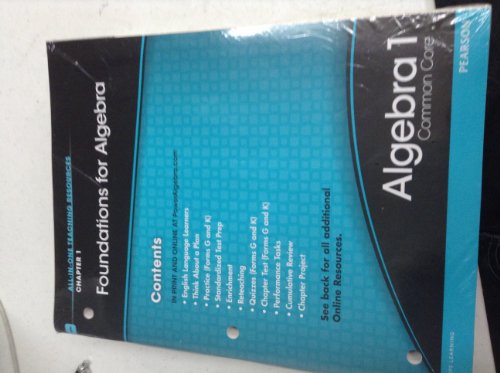 ALL-IN-ONE TEACHING RESOURCES
CHAPTER 1
Foundations for Algebra
Contents
IN PRINT AND ONLINE AT PowerAlgebra.com
• English Language Learners
• Think About a Plan
• Practice (Forms G and K)
• Standardized Test Prep
• Enrichment
• Reteaching
• Quizzes (Forms G and K)
• Chapter Test (Forms G and K)
• Performance Tasks
• Cumulative Review
• Chapter Project
See back for all additional
Online Resources.
Algebra 1
Common Core
PEARSON
LEARNING